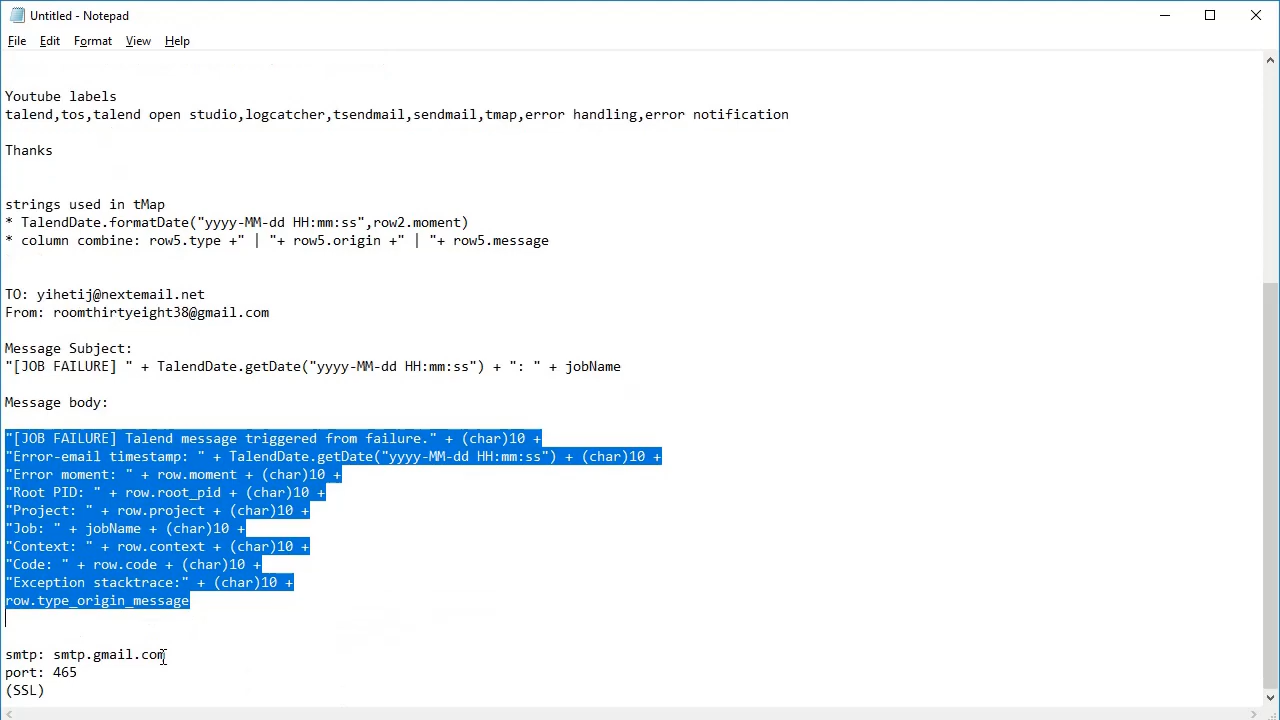 Untitled - Notepad
File Edit Format View Help
Youtube labels
talend,tos,talend open studio,logcatcher,tsendmail,sendmail,tmap,error handling,error notification
Thanks
strings used in tMap
* TalendDate.formatDate("yyyy-MM-dd HH:mm:ss",row2.moment)
* column combine: row5.type +" | "+ row5.origin +" | "+ row5.message
TO: yihetij@nextemail.net
From: roomthirtyeight38@gmail.com
Message Subject:
"[JOB FAILURE] " + TalendDate.getDate("yyyy-MM-dd HH:mm:ss") + ": " + jobName
Message body:
"[JOB FAILURE] Talend message triggered from failure." + (char)10 +
"Error-email timestamp: " + TalendDate.getDate("yyyy-MM-dd HH:mm:ss") + (char)10 +
"Error moment: " + row.moment + (char)10 +
"Root PID: " + row.root_pid + (char)10 +
"Project: " + row.project + (char)10 +
"Job: " + jobName + (char)10 +
"Context: " + row.context + (char)10 +
"Code: " + row.code + (char)10 +
"Exception stacktrace:" + (char)10 +
row.type_origin_message
smtp: smtp.gmail.com
port: 465
(SSL)